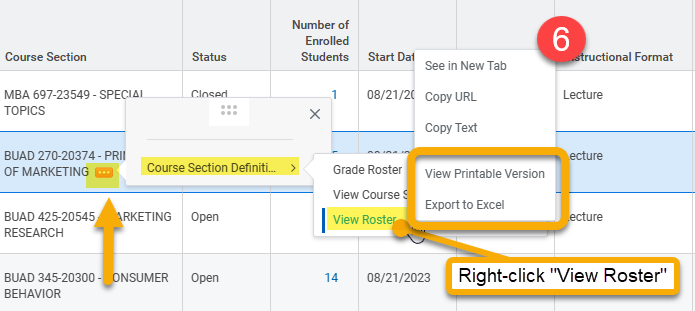 Course Section
Status
Number of
Enrolled
Students
Start Dat
Instructional Format
6
MBA 697-23549 - SPECIAL
TOPICS
Closed
1
08/21/20
Lecture
BUAD 270-20374 - PRI
OF MARKETING
Lecture
BUAD 425-20545 - MARKETING
RESEARCH
Open
Lecture
BUAD 345-20300 - CONSUMER
BEHAVIOR
Open
14
08/21/2023
Course Section Definiti...
Grade Roster
View Course S
View Roster
See in New Tab
Copy URL
Copy Text
View Printable Version
Export to Excel
Right-click "View Roster"